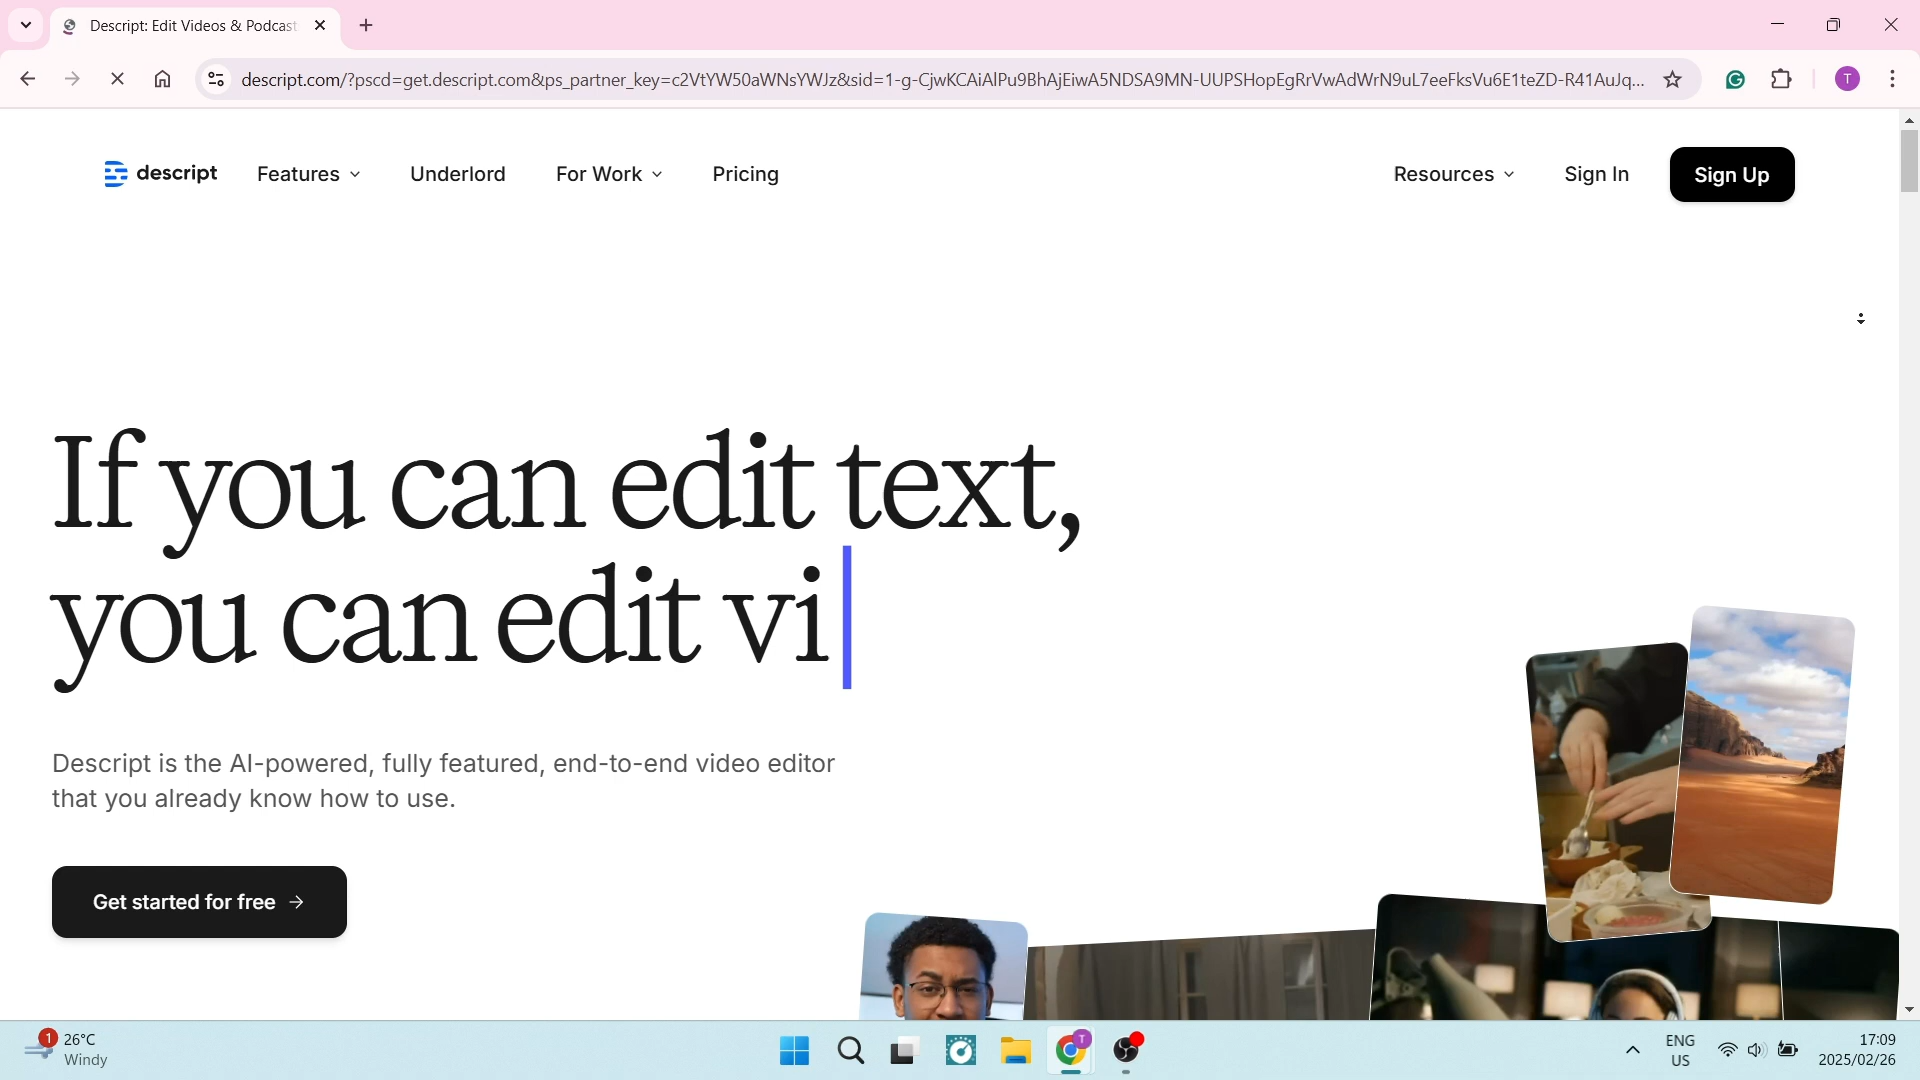 Descript: Edit Videos & Podcast
descript.com/?pscd=get.descript.com&ps_partner_key=c2VtYW50aWNsYWJz&sid=1-g-CjwKCAiAlPu9BhAjEiwA5NDSA9MN-UUPSHopEgRrVwAdWrN9uL7eeFksVu6E1teZD-R41AuJq...
T
descript
Features
Underlord
For Work
Pricing
Resources
Sign In
Sign Up
If you can edit text,
you can edit vi
Descript is the AI-powered, fully featured, end-to-end video editor
that you already know how to use.
Get started for free →
1
26°C
Windy
T
ENG
US
17:09
2025/02/26